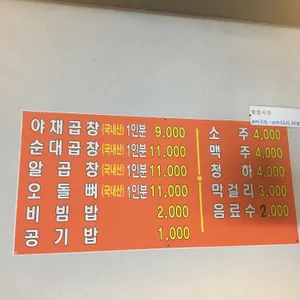 영업시간
야채곱창 (국내산) 1인분 9,000
순대곱창 (국내산) 1인분 11,000
알곱창 (국내산) 1인분 11,000
오돌뼈 (국내산) 1인분 11,000
비빔밥 2,000
공기밥 1,000
소주 4,000
맥주 4,000
청하 4,000
막걸리 3,000
음료수 2,000